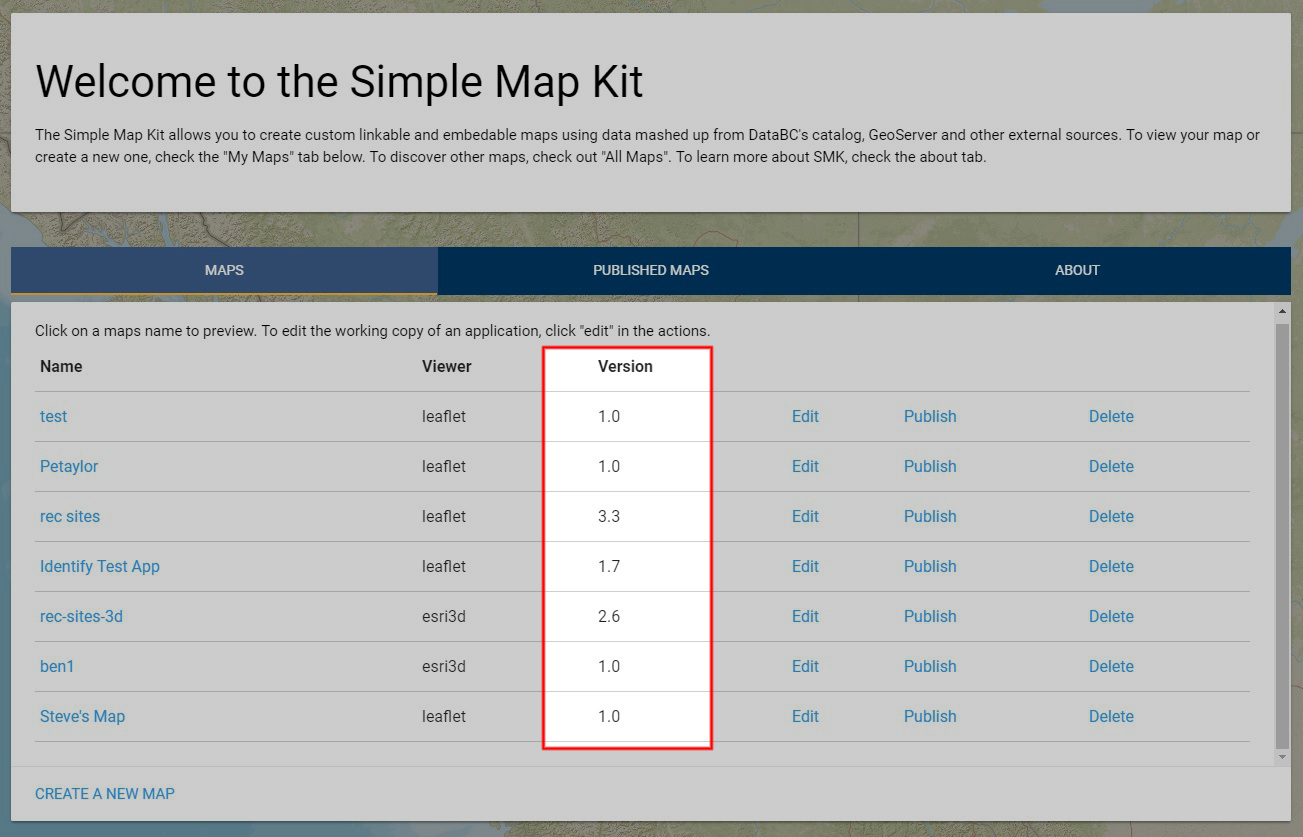 Welcome to the Simple Map Kit
The Simple Map Kit allows you to create custom linkable and embedable maps using data mashed up from DataBC's catalog, GeoServer and other external sources. To view your map or
create a new one, check the "My Maps" tab below. To discover other maps, check out "All Maps". To learn more about SMK, check the about tab.
MAPS PUBLISHED MAPS ABOUT
Click on a maps name to preview. To edit the working copy of an application, click "edit" in the actions.
Name Viewer Version
test leaflet 1.0 Edit Publish Delete
Petaylor leaflet 1.0 Edit Publish Delete
rec sites leaflet 3.3 Edit Publish Delete
Identify Test App leaflet 1.7 Edit Publish Delete
rec-sites-3d esri3d 2.6 Edit Publish Delete
ben1 esri3d 1.0 Edit Publish Delete
Steve's Map leaflet 1.0 Edit Publish Delete
CREATE A NEW MAP